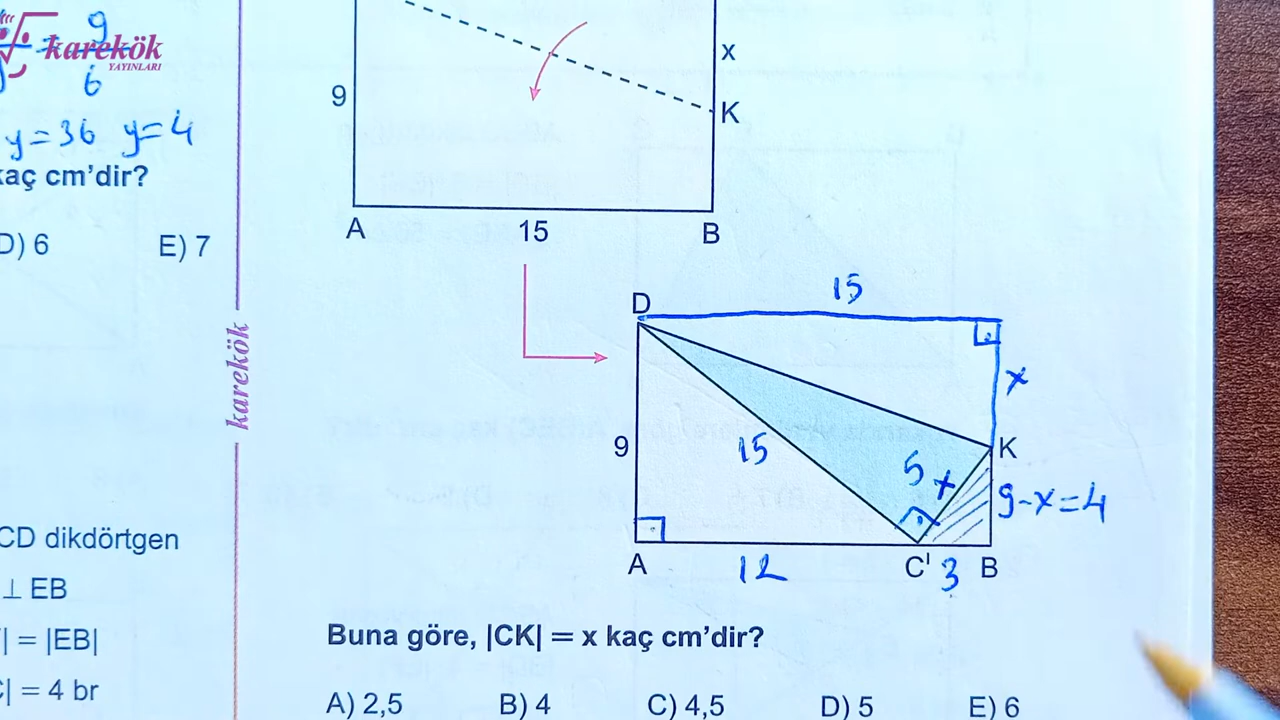 9
karekök
YAYINLARI
6
y=36 y=4
kaç cm'dir?
D) 6 E) 7
karekök
CD dikdörtgen
⊥ EB
| = |EB|
| = 4 br
9
x
K
A 15 B
15
D
x
9 15 5 x K
9-x=4
A 12 C' 3 B
Buna göre, |CK| = x kaç cm'dir?
A) 2,5 B) 4 C) 4,5 D) 5 E) 6